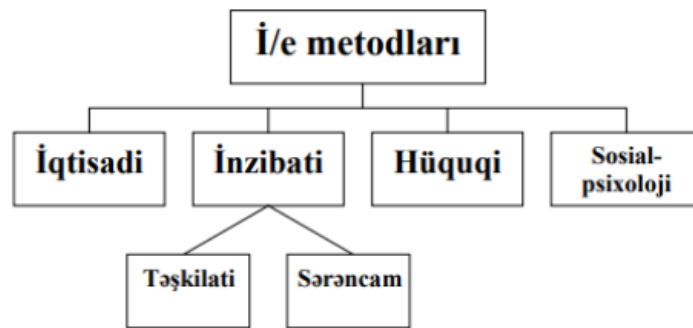 İ/e metodları
İqtisadi
İnzibati
Hüquqi
Sosial-
psixoloji
Təşkilati
Sərəncam